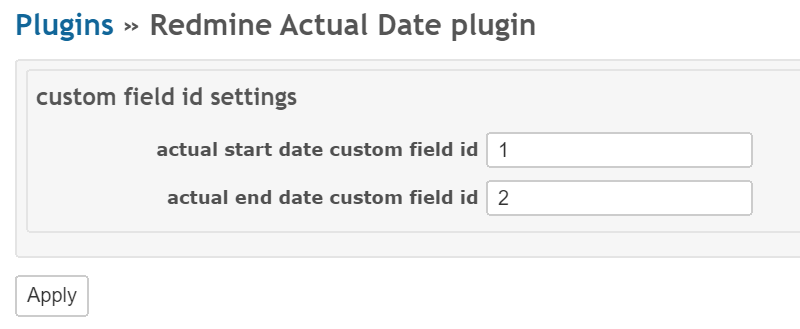 Plugins » Redmine Actual Date plugin
custom field id settings
actual start date custom field id 1
actual end date custom field id 2
Apply